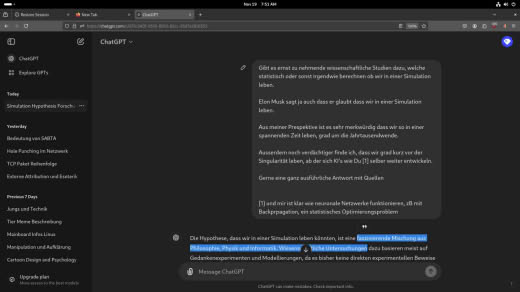 Nov 19 7:51 AM
Restore Session
New Tab
ChatGPT
ChatGPT
ChatGPT
Explore GPTs
Today
Simulation Hypothesis Forsch
Yesterday
Bedeutung von SABTA
Hole Punching im Netzwerk
TCP Paket Reihenfolge
Externe Attribution und Eseterik
Previous 7 Days
Jungs und Technik
Tier Meme Beschreibung
Mainboard Infos Linux
Manipulation und Aufklärung
Cartoon Design and Psychology
Upgrade plan
More access to the best models
Gibt es ernst zu nehmende wissenschaftliche Studien dazu, welche
statistisch oder sonst irgendwie berechnen ob wir in einer Simulation
leben.
Elon Musk sagt ja auch dass er glaubt dass wir in einer Simulation
leben.
Aus meiner Prespektive ist es sehr merkwürdig dass wir so in einer
spannenden Zeit leben, grad um die Jahrtausendwende.
Ausserdem noch verdächtiger finde ich, dass wir grad kurz vor der
Singularität leben, ab der sich KI's wie Du [1] selber weiter entwickeln.
Gerne eine ganz ausführliche Antwort mit Quellen
[1] und mir ist klar wie neuronale Netzwerke funktionieren, zB mit
Backpropagation, ein statistisches Optimierungsproblem
Die Hypothese, dass wir in einer Simulation leben könnten, ist eine faszinierende Mischung aus
Philosophie, Physik und Informatik. liche Untersuchungen dazu basieren meist auf
Gedankenexperimenten und Modellierungen, da es bisher keine direkten experimentellen Beweise
Message ChatGPT
ChatGPT can make mistakes. Check important info.